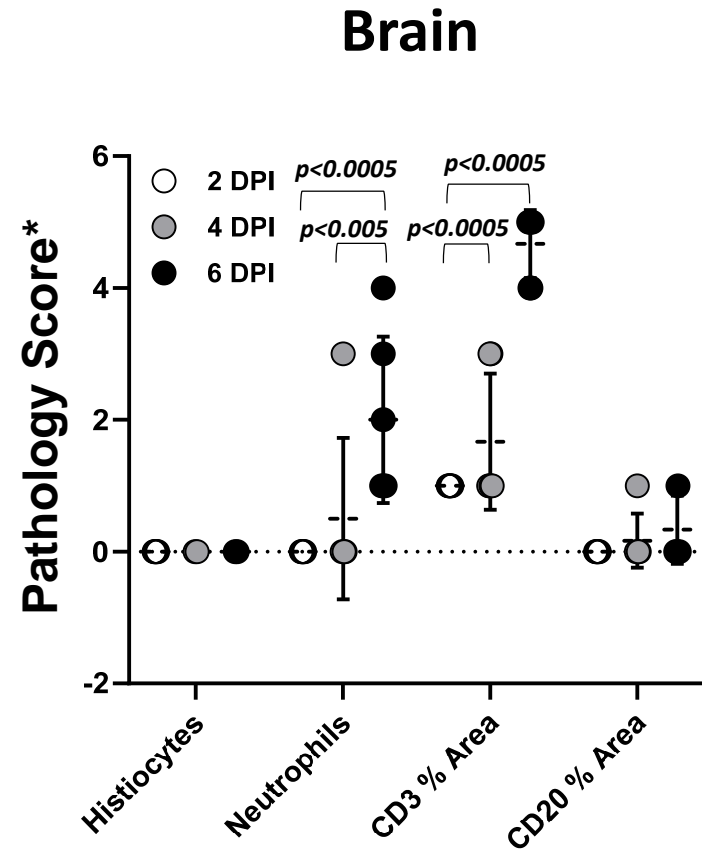 Brain
Pathology Score*
6
4
2
0
-2
2 DPI
4 DPI
6 DPI
p<0.0005
p<0.005
p<0.0005
p<0.0005
Histiocytes
Neutrophils
CD3 % Area
CD20 % Area